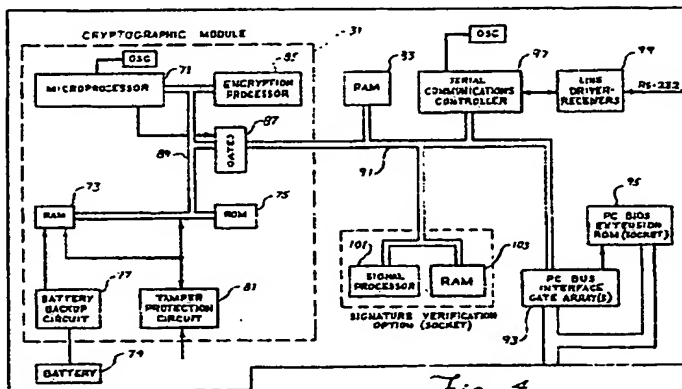 CRYPTOGRAPHIC MODULE
31
OSC
MICROPROCESSOR
71
ENCRYPTION
PROCESSOR
85
87
GATES
89
RAM
73
ROM
75
77
BATTERY
BACKUP
CIRCUIT
TAMPER
PROTECTION
CIRCUIT
81
BATTERY
79
RAM
83
OSC
SERIAL
COMMUNICATIONS
CONTROLLER
97
LINE
DRIVER-
RECEIVERS
99
RS-232
91
101
SIGNAL
PROCESSOR
RAM
103
SIGNATURE VERIFICATION
OPTION (SOCKET)
95
PC BIOS
EXTENSION
ROM (SOCKET)
PC BUS
INTERFACE
GATE ARRAY(S)
93
Fig. 4